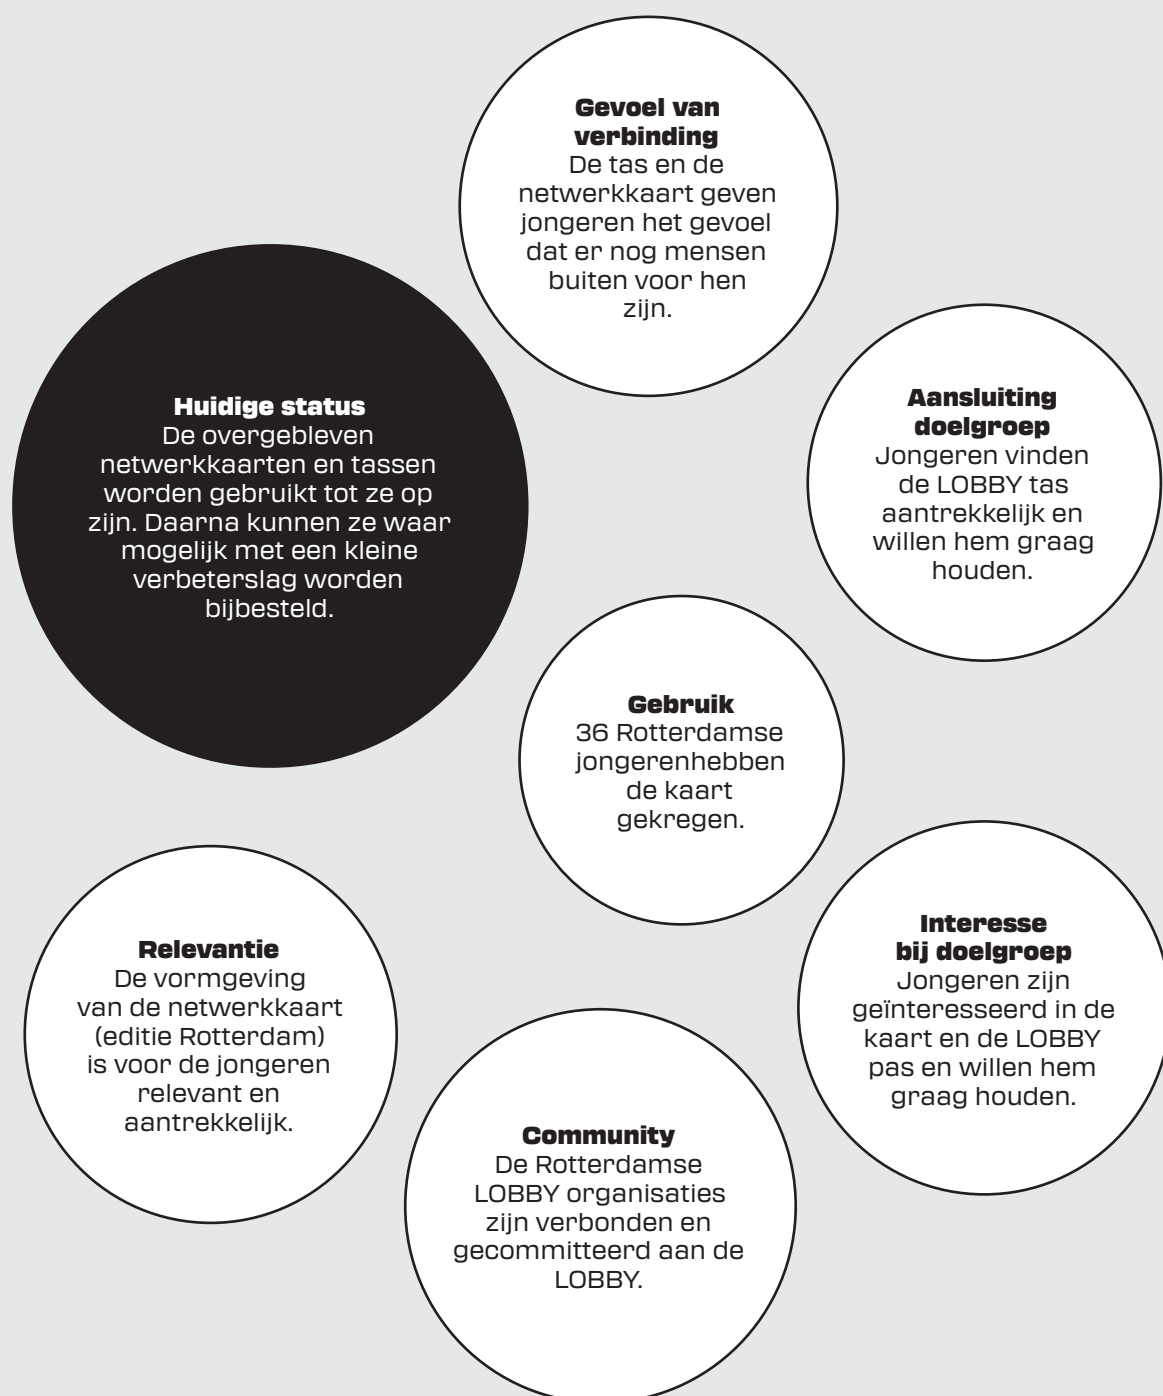 Gevoel van
verbinding
De tas en de
netwerkkaart geven
jongeren het gevoel
dat er nog mensen
buiten voor hen
zijn.
Huidige status
De overgebleven
netwerkkaarten en tassen
worden gebruikt tot ze op
zijn. Daarna kunnen ze waar
mogelijk met een kleine
verbeterslag worden
bijbesteld.
Aansluiting
doelgroep
Jongeren vinden
de LOBBY tas
aantrekkelijk en
willen hem graag
houden.
Gebruik
36 Rotterdamse
jongerenhebben
de kaart
gekregen.
Relevantie
De vormgeving
van de netwerkkaart
(editie Rotterdam)
is voor de jongeren
relevant en
aantrekkelijk.
Interesse
bij doelgroep
Jongeren zijn
geïnteresseerd in de
kaart en de LOBBY
pas en willen hem
graag houden.
Community
De Rotterdamse
LOBBY organisaties
zijn verbonden en
gecommitteerd aan de
LOBBY.